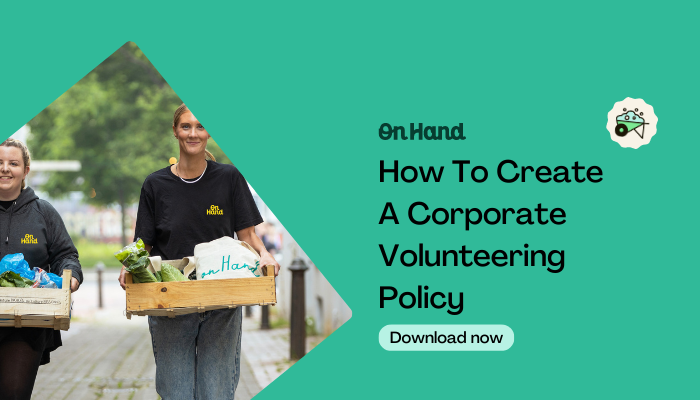 On Hand
How To Create
A Corporate
Volunteering
Policy
Download now
On
Hand
On
Hand
on Hand